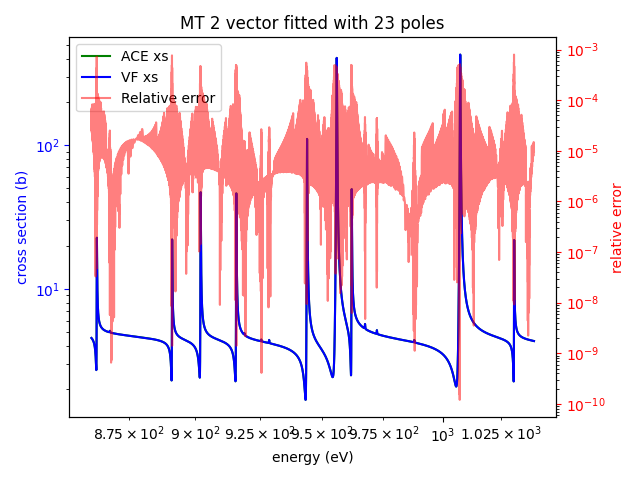 MT 2 vector fitted with 23 poles
ACE xs
VF xs
Relative error
cross section (b)
10²
10¹
relative error
10⁻³
10⁻⁴
10⁻⁵
10⁻⁶
10⁻⁷
10⁻⁸
10⁻⁹
10⁻¹⁰
8.75 × 10² 9 × 10² 9.25 × 10² 9.5 × 10² 9.75 × 10² 10³ 1.025 × 10³
energy (eV)